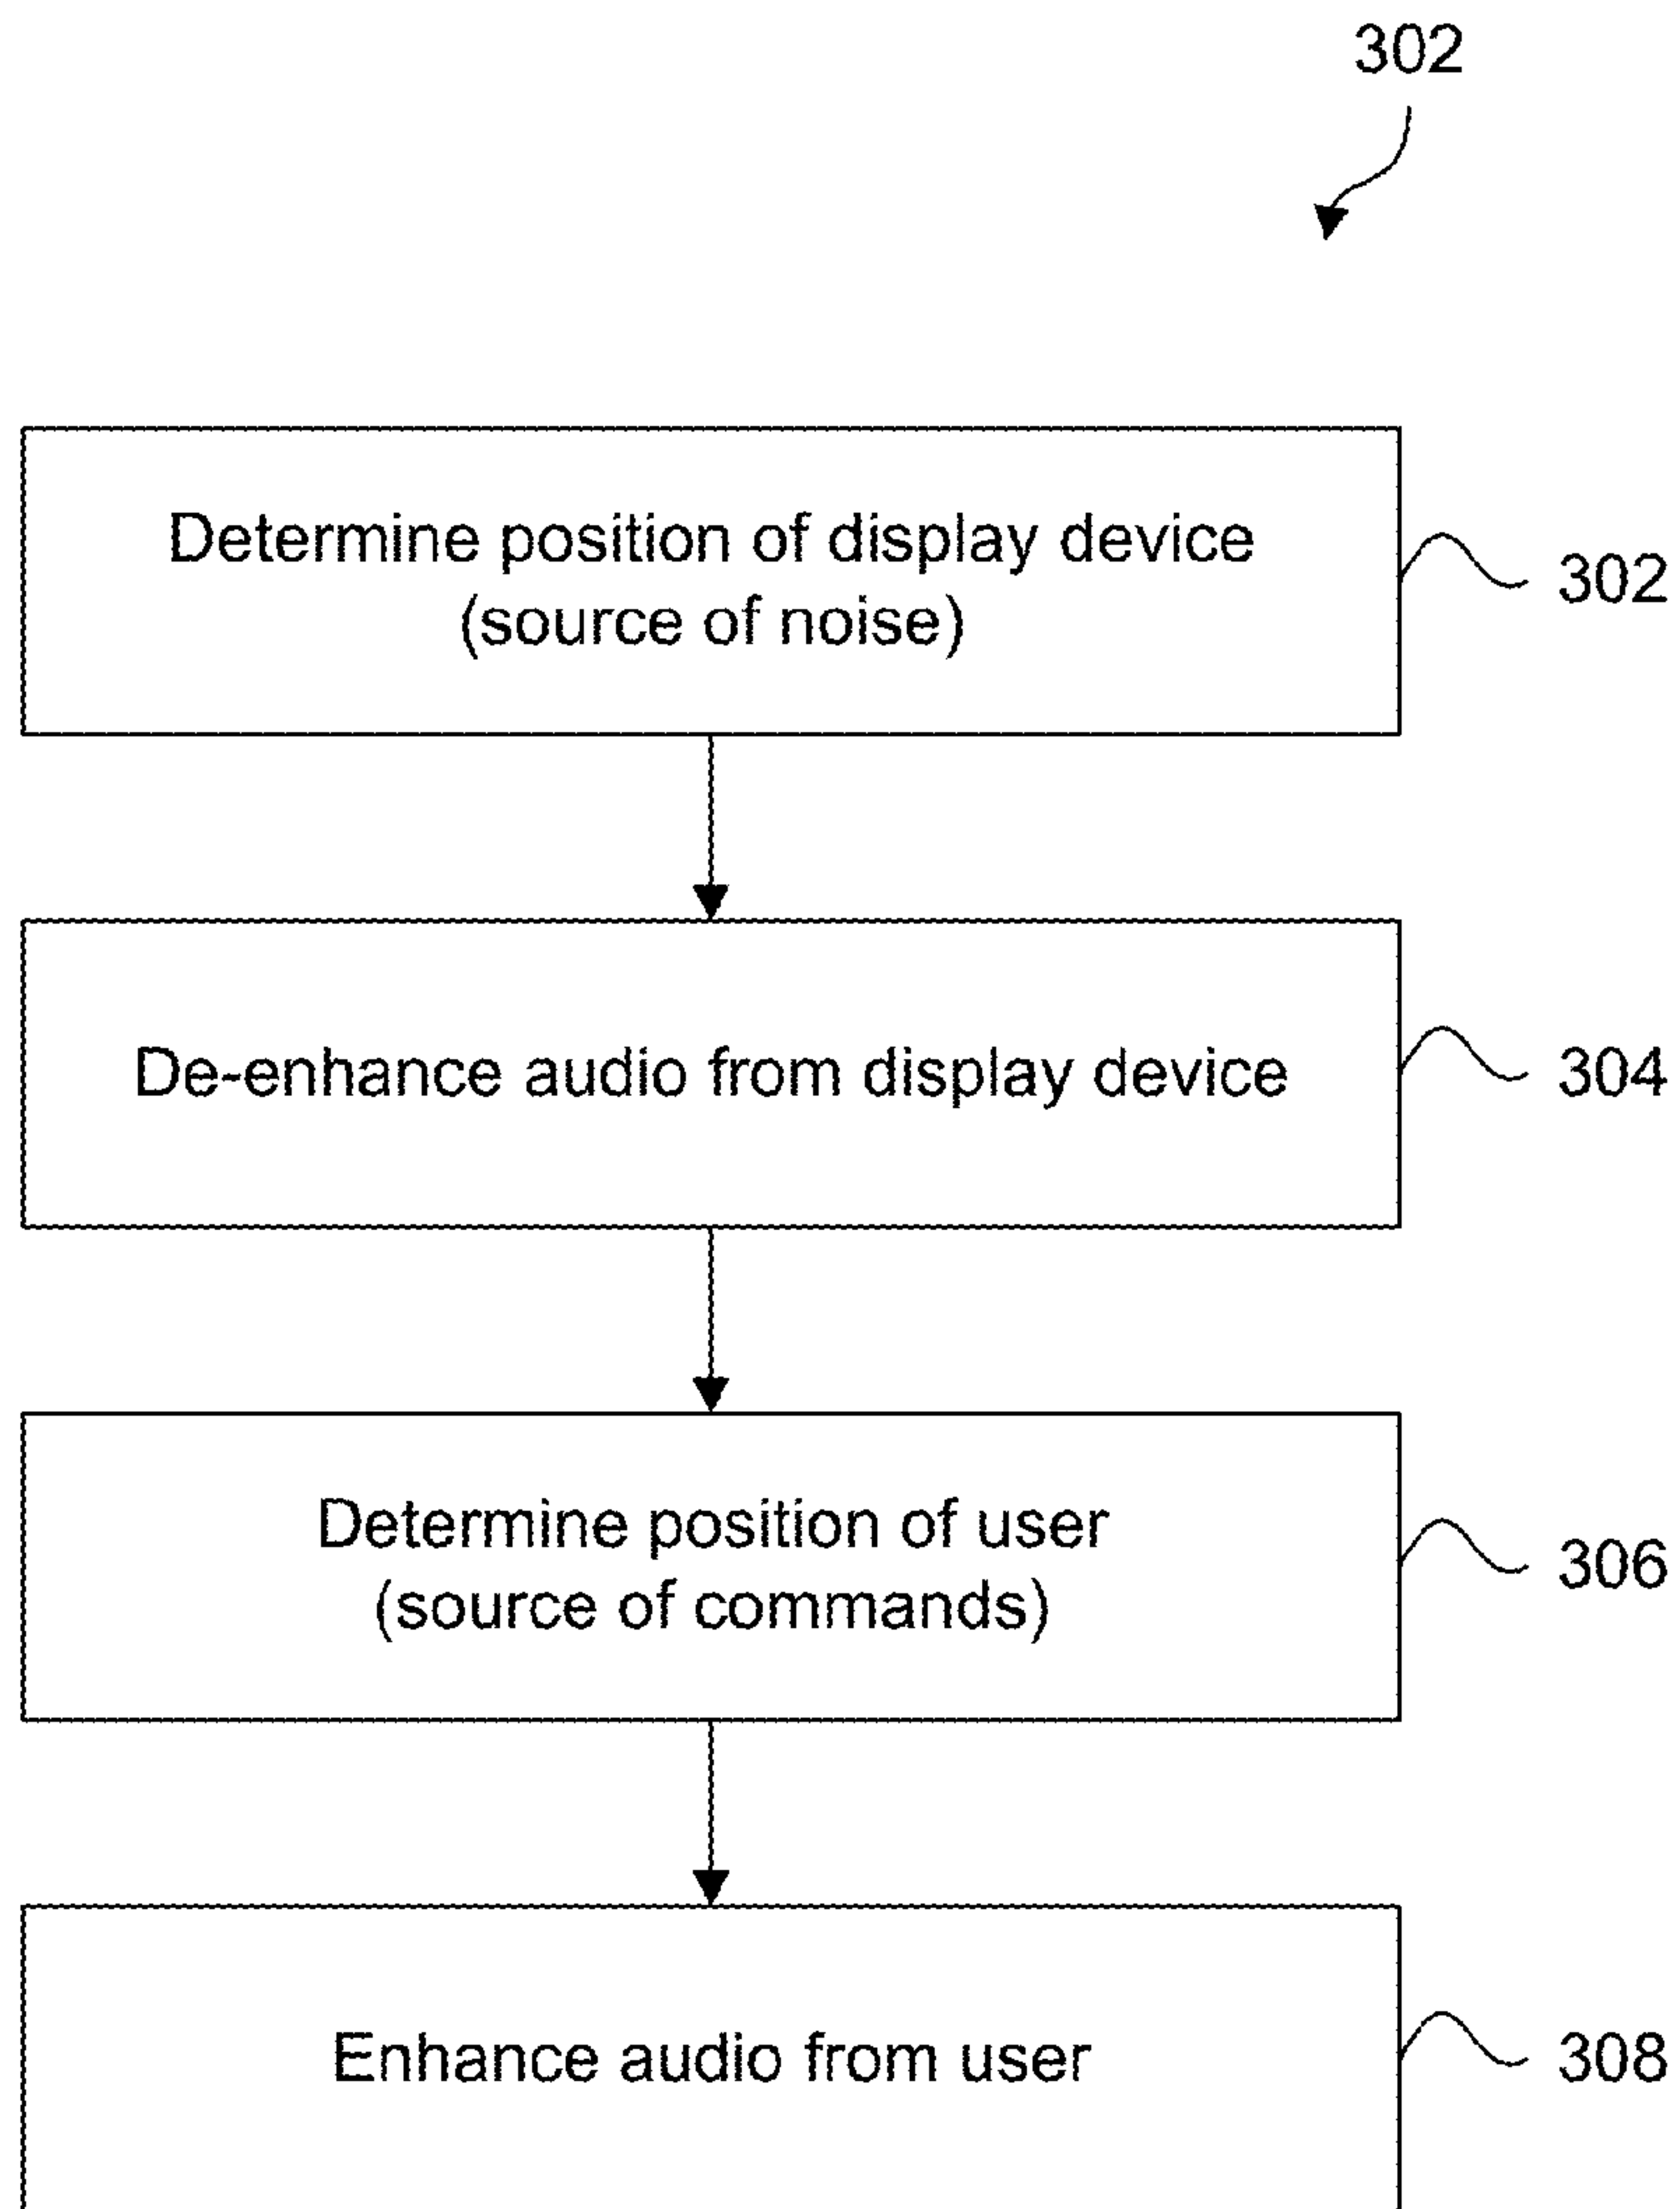 302
Determine position of display device
(source of noise)
302
De-enhance audio from display device
304
Determine position of user
(source of commands)
306
Enhance audio from user
308